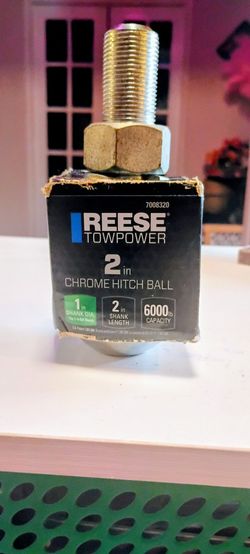 7008320
REESE
TOWPOWER
2 in
CHROME HITCH BALL
1 in
SHANK DIA.
2 in
SHANK
LENGTH
6000 lb
CAPACITY